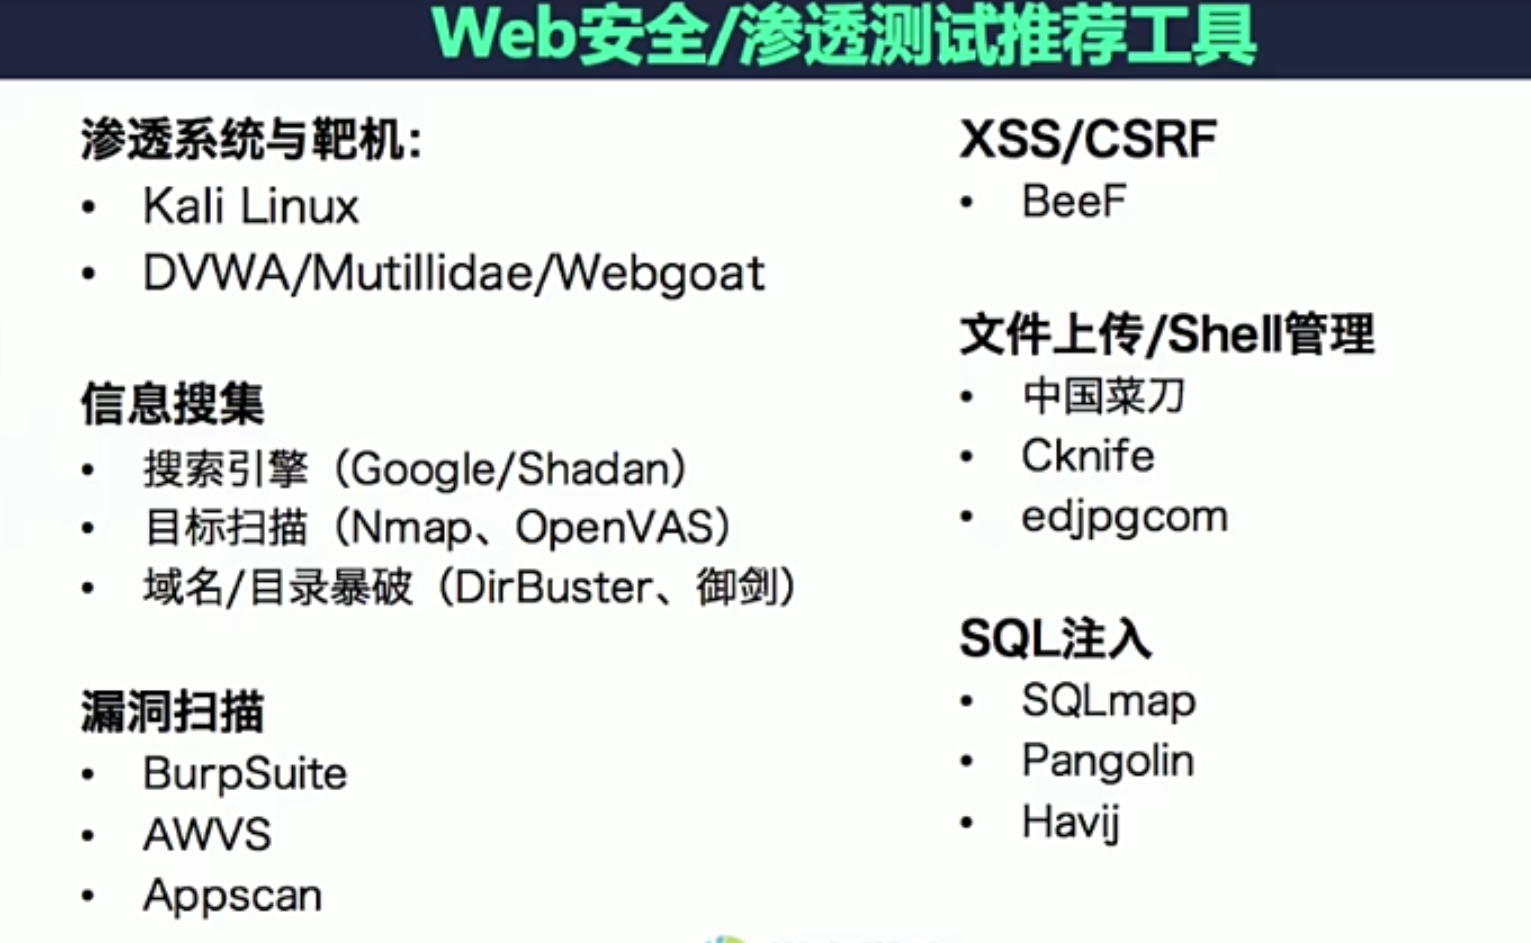 Web安全/渗透测试推荐工具
渗透系统与靶机：
• Kali Linux
• DVWA/Mutillidae/Webgoat
信息搜集
• 搜索引擎（Google/Shadan）
• 目标扫描（Nmap、OpenVAS）
• 域名/目录暴破（DirBuster、御剑）
漏洞扫描
• BurpSuite
• AWVS
• Appscan
XSS/CSRF
• BeeF
文件上传/Shell管理
• 中国菜刀
• Cknife
• edjpgcom
SQL注入
• SQLmap
• Pangolin
• Havij